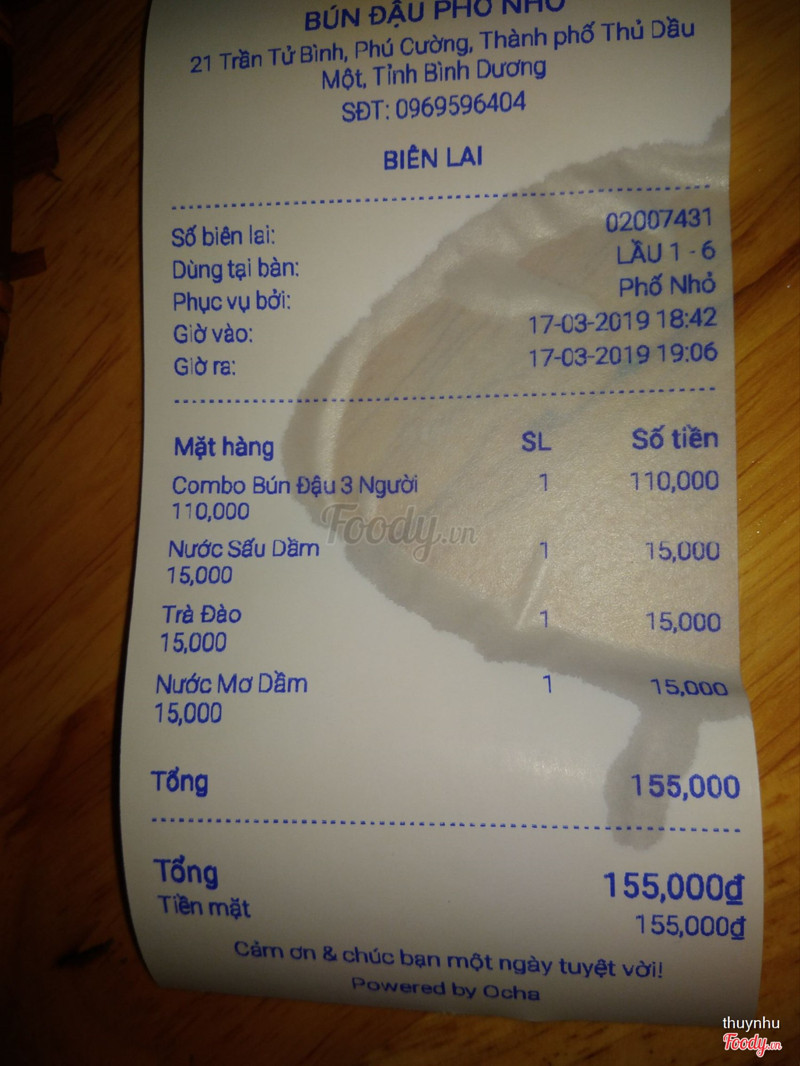 BÚN ĐẬU PHỐ NHỎ
21 Trần Tử Bình, Phú Cường, Thành phố Thủ Dầu
Một, Tỉnh Bình Dương
SĐT: 0969596404
BIÊN LAI
Số biên lai: 02007431
Dùng tại bàn: LẦU 1 - 6
Phục vụ bởi: Phố Nhỏ
Giờ vào: 17-03-2019 18:42
Giờ ra: 17-03-2019 19:06
Mặt hàng SL Số tiền
Combo Bún Đậu 3 Người 1 110,000
110,000
Nước Sấu Dầm 1 15,000
15,000
Trà Đào 1 15,000
15,000
Nước Mơ Dầm 1 15,000
15,000
Tổng 155,000
Tổng 155,000₫
Tiền mặt 155,000₫
Cảm ơn & chúc bạn một ngày tuyệt vời!
Powered by Ocha
Foody.vn
thuynhu
Foody.vn